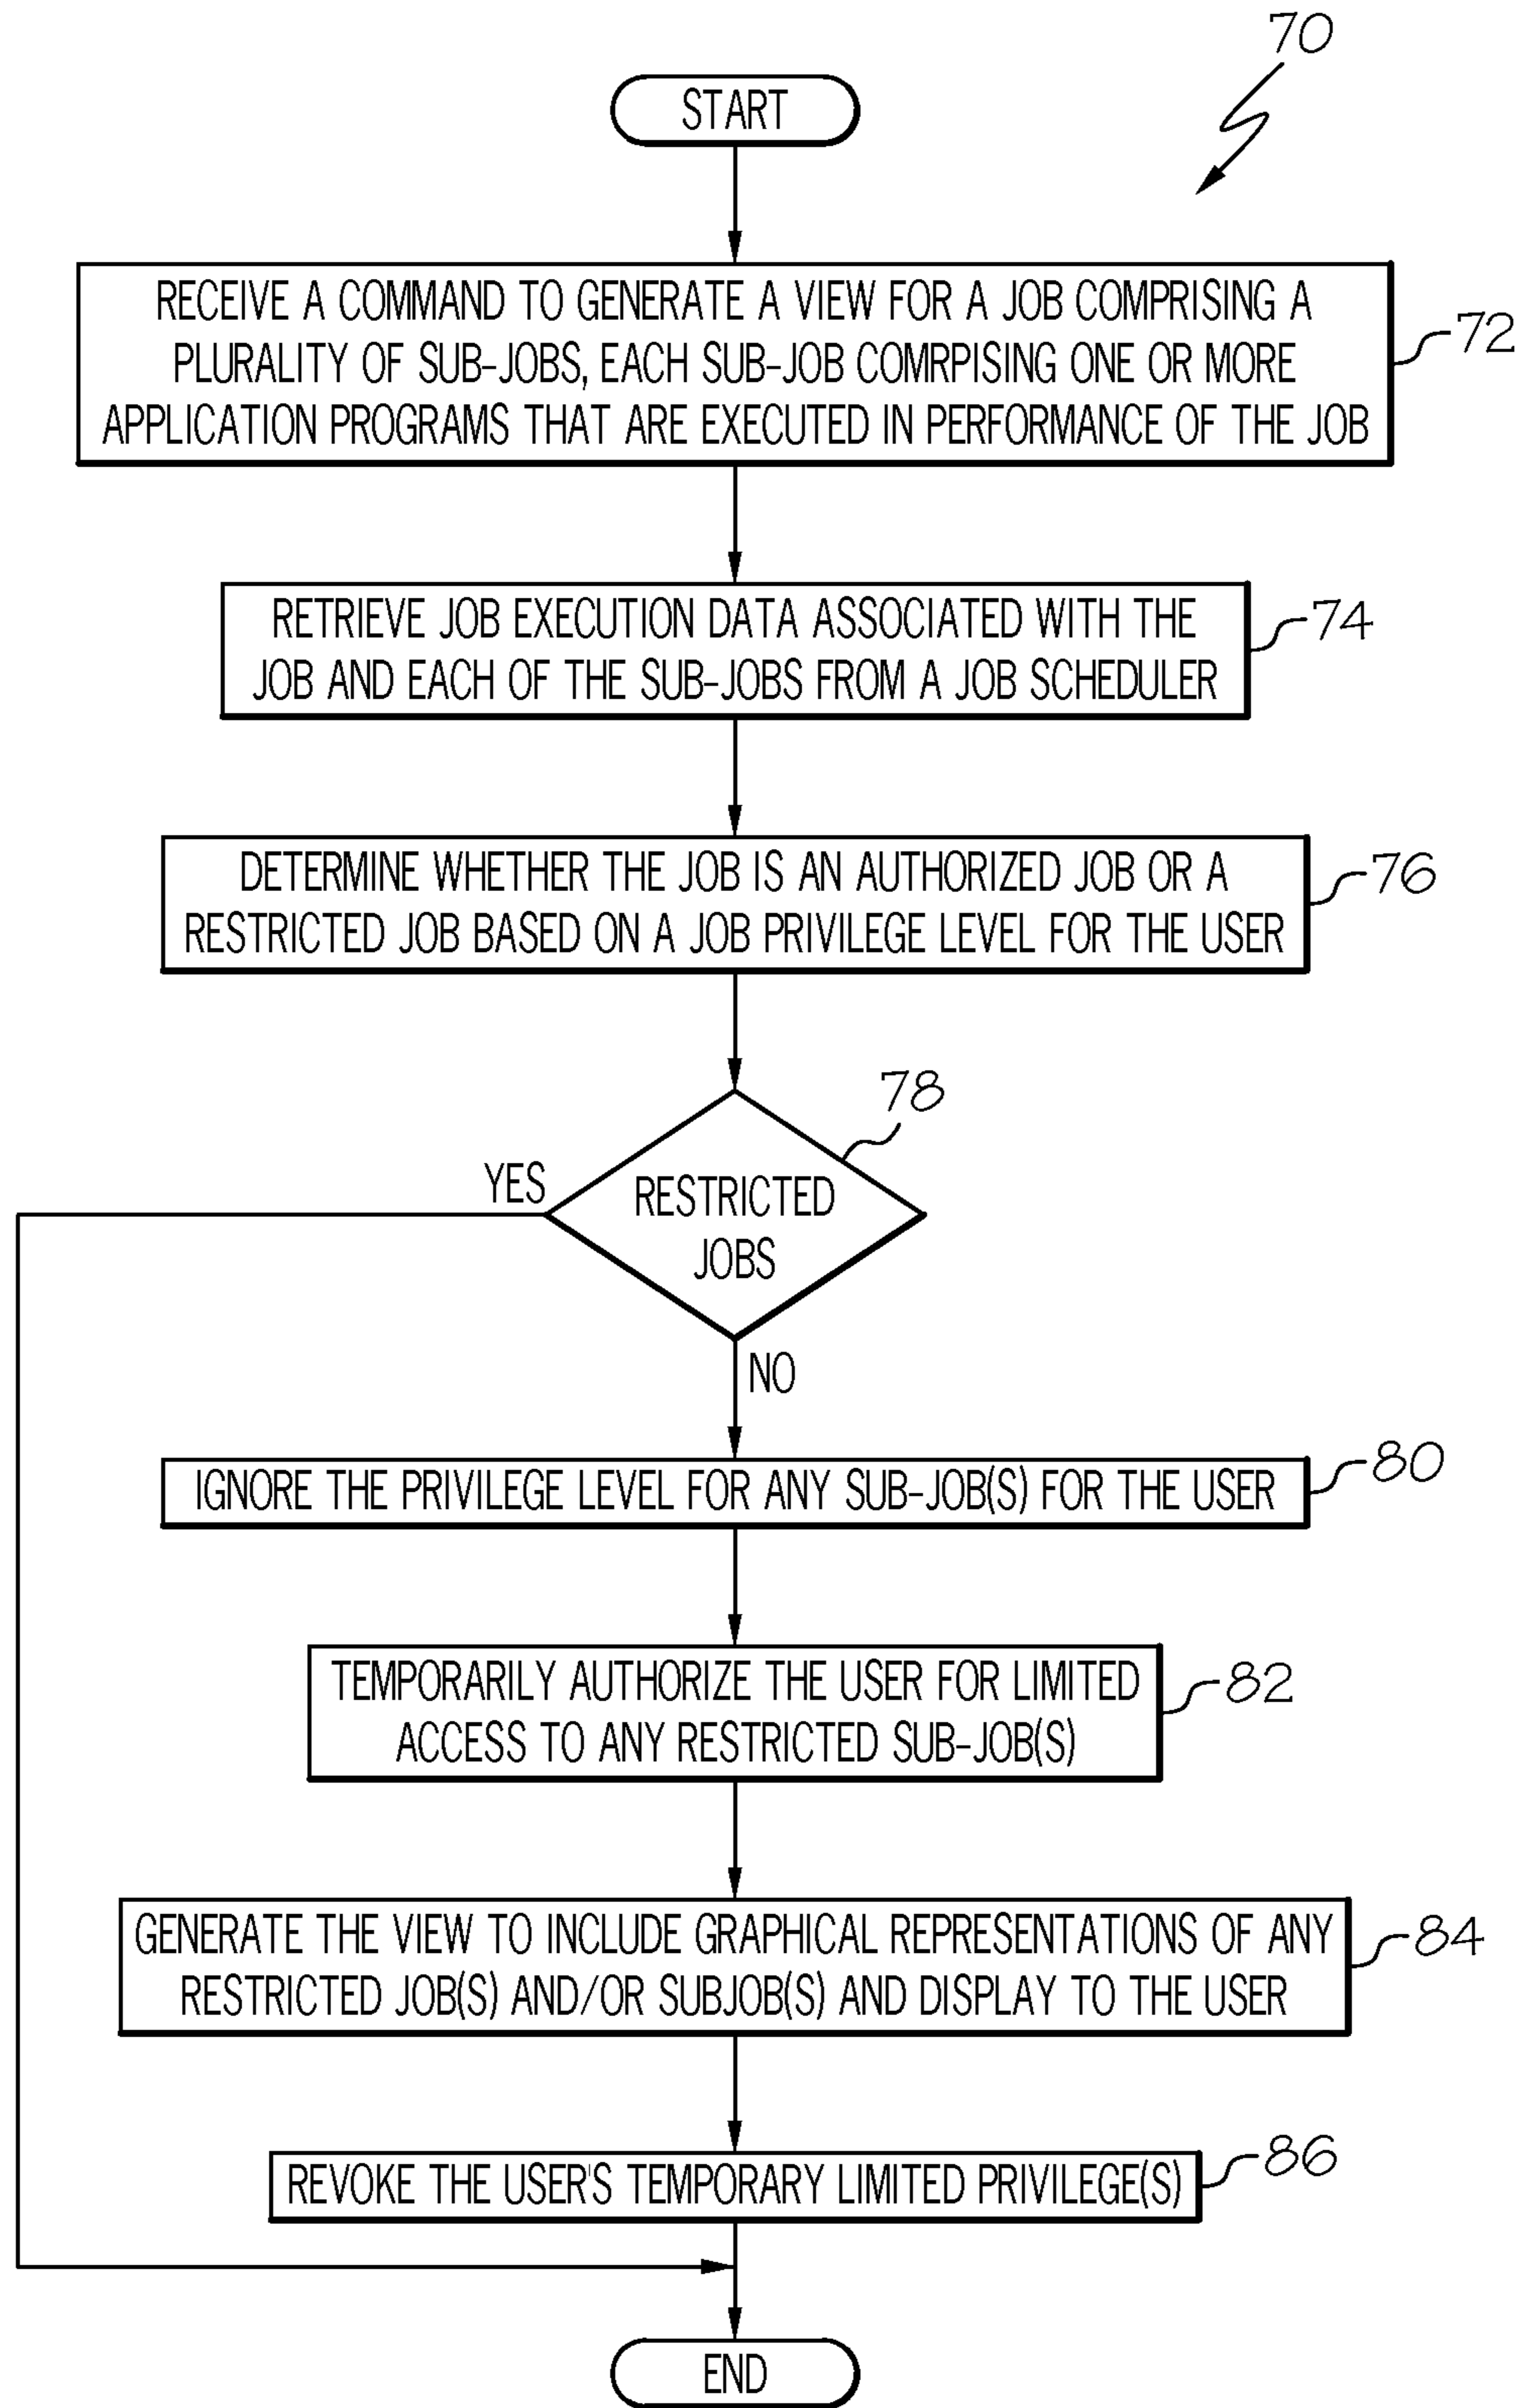 70
START
RECEIVE A COMMAND TO GENERATE A VIEW FOR A JOB COMPRISING A
PLURALITY OF SUB-JOBS, EACH SUB-JOB COMRPISING ONE OR MORE
APPLICATION PROGRAMS THAT ARE EXECUTED IN PERFORMANCE OF THE JOB
72
RETRIEVE JOB EXECUTION DATA ASSOCIATED WITH THE
JOB AND EACH OF THE SUB-JOBS FROM A JOB SCHEDULER
74
DETERMINE WHETHER THE JOB IS AN AUTHORIZED JOB OR A
RESTRICTED JOB BASED ON A JOB PRIVILEGE LEVEL FOR THE USER
76
78
YES
RESTRICTED
JOBS
NO
IGNORE THE PRIVILEGE LEVEL FOR ANY SUB-JOB(S) FOR THE USER
80
TEMPORARILY AUTHORIZE THE USER FOR LIMITED
ACCESS TO ANY RESTRICTED SUB-JOB(S)
82
GENERATE THE VIEW TO INCLUDE GRAPHICAL REPRESENTATIONS OF ANY
RESTRICTED JOB(S) AND/OR SUBJOB(S) AND DISPLAY TO THE USER
84
REVOKE THE USER'S TEMPORARY LIMITED PRIVILEGE(S)
86
END